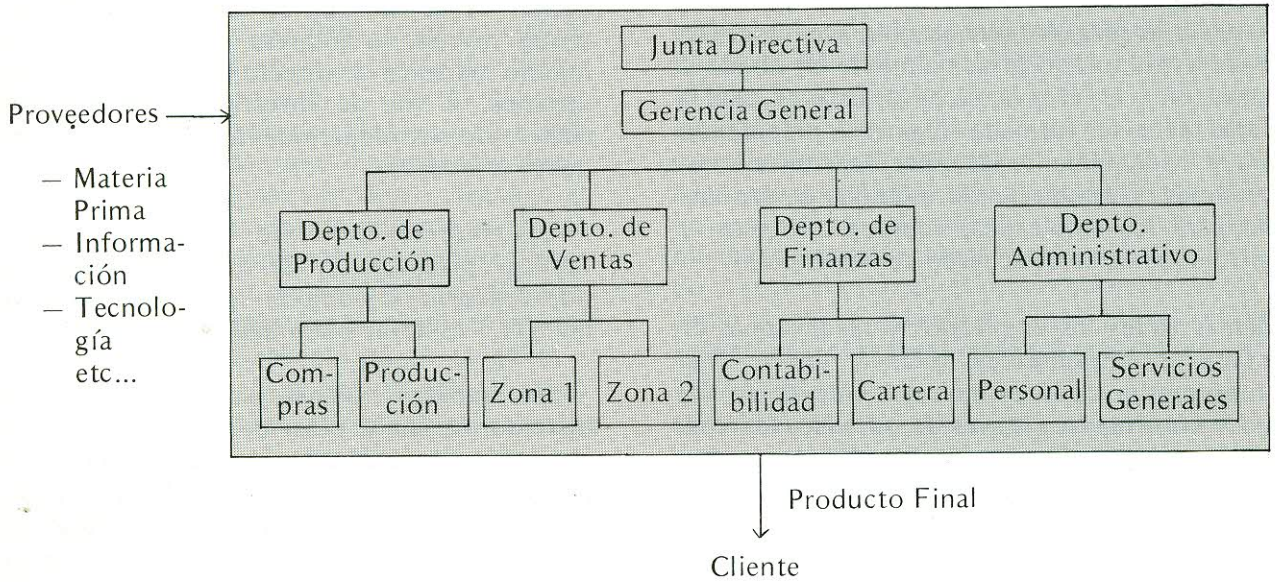 Junta Directiva
Gerencia General
Proveedores
— Materia
Prima
— Informa-
ción
— Tecnolo-
gía
etc...
Depto. de
Producción
Depto. de
Ventas
Depto. de
Finanzas
Depto.
Administrativo
Com-
pras
Produc-
ción
Zona 1
Zona 2
Contabi-
bilidad
Cartera
Personal
Servicios
Generales
Producto Final
Cliente